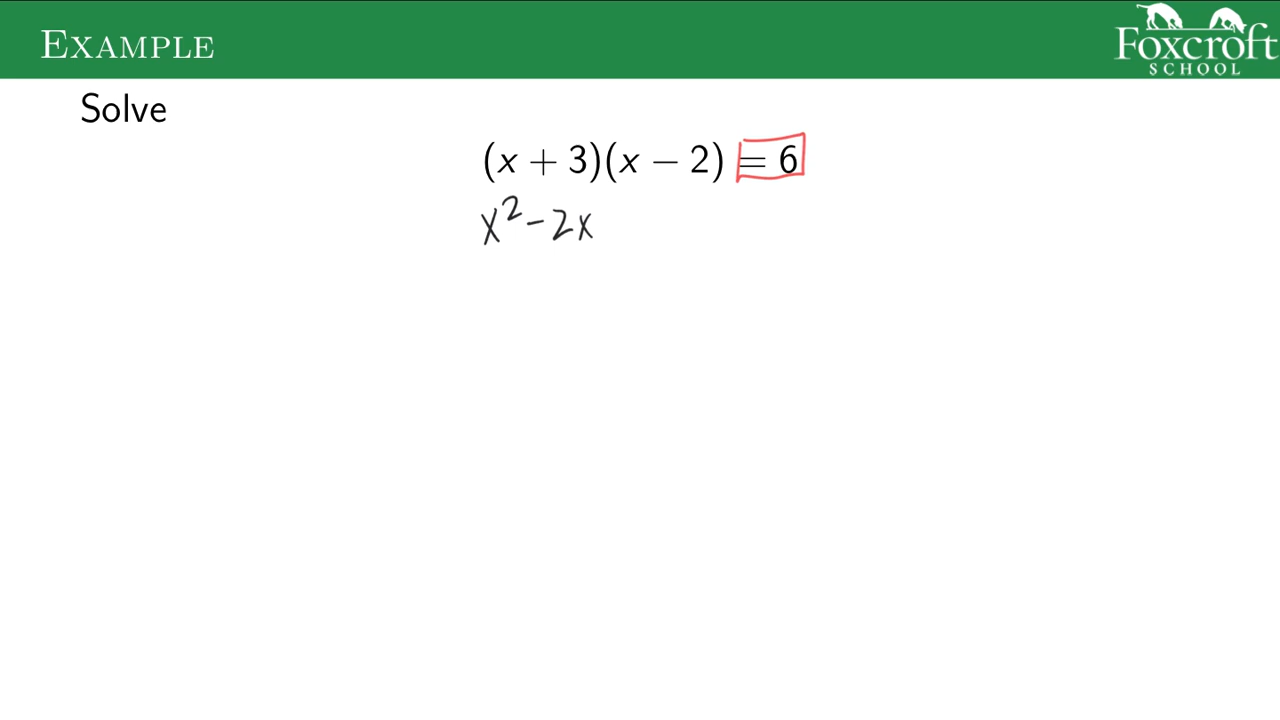 Example
Foxcroft
SCHOOL
Solve
(x + 3)(x − 2) = 6
x² - 2x